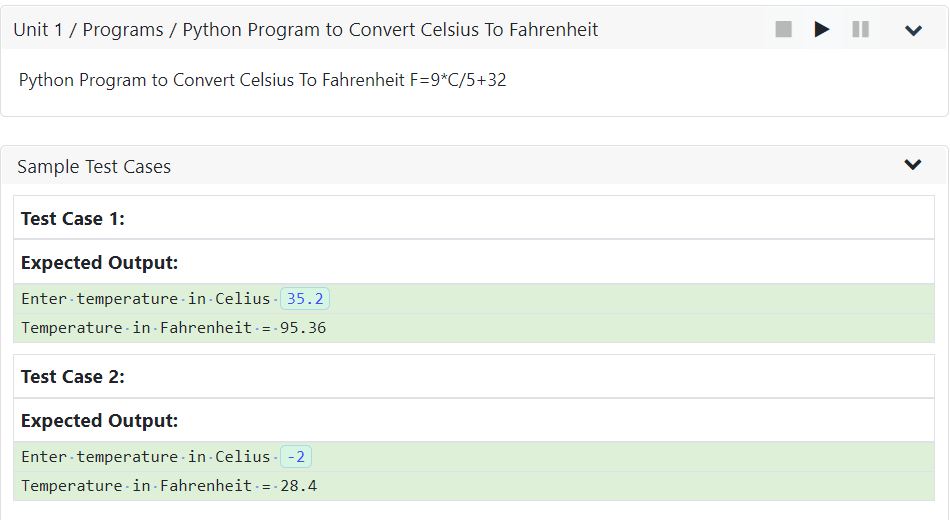 Unit 1 / Programs / Python Program to Convert Celsius To Fahrenheit
Python Program to Convert Celsius To Fahrenheit F=9*C/5+32
Sample Test Cases
Test Case 1:
Expected Output:
Enter·temperature·in·Celius·35.2
Temperature·in·Fahrenheit·=·95.36
Test Case 2:
Expected Output:
Enter·temperature·in·Celius·-2
Temperature·in·Fahrenheit·=·28.4